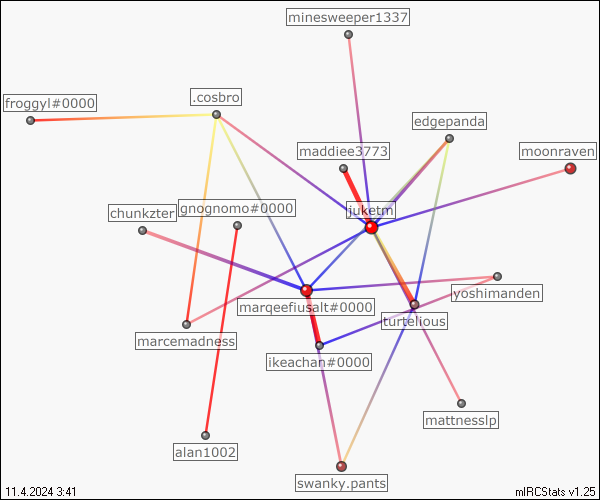 minesweeper1337
froggyl#0000
.cosbro
edgepanda
maddiee3773
moonraven
chunkzter
gnognomo#0000
juketm
yoshimanden
marqeefiusalt#0000
turtelious
marcemadness
ikeachan#0000
mattnesslp
alan1002
swanky.pants
11.4.2024 3:41
mIRCStats v1.25